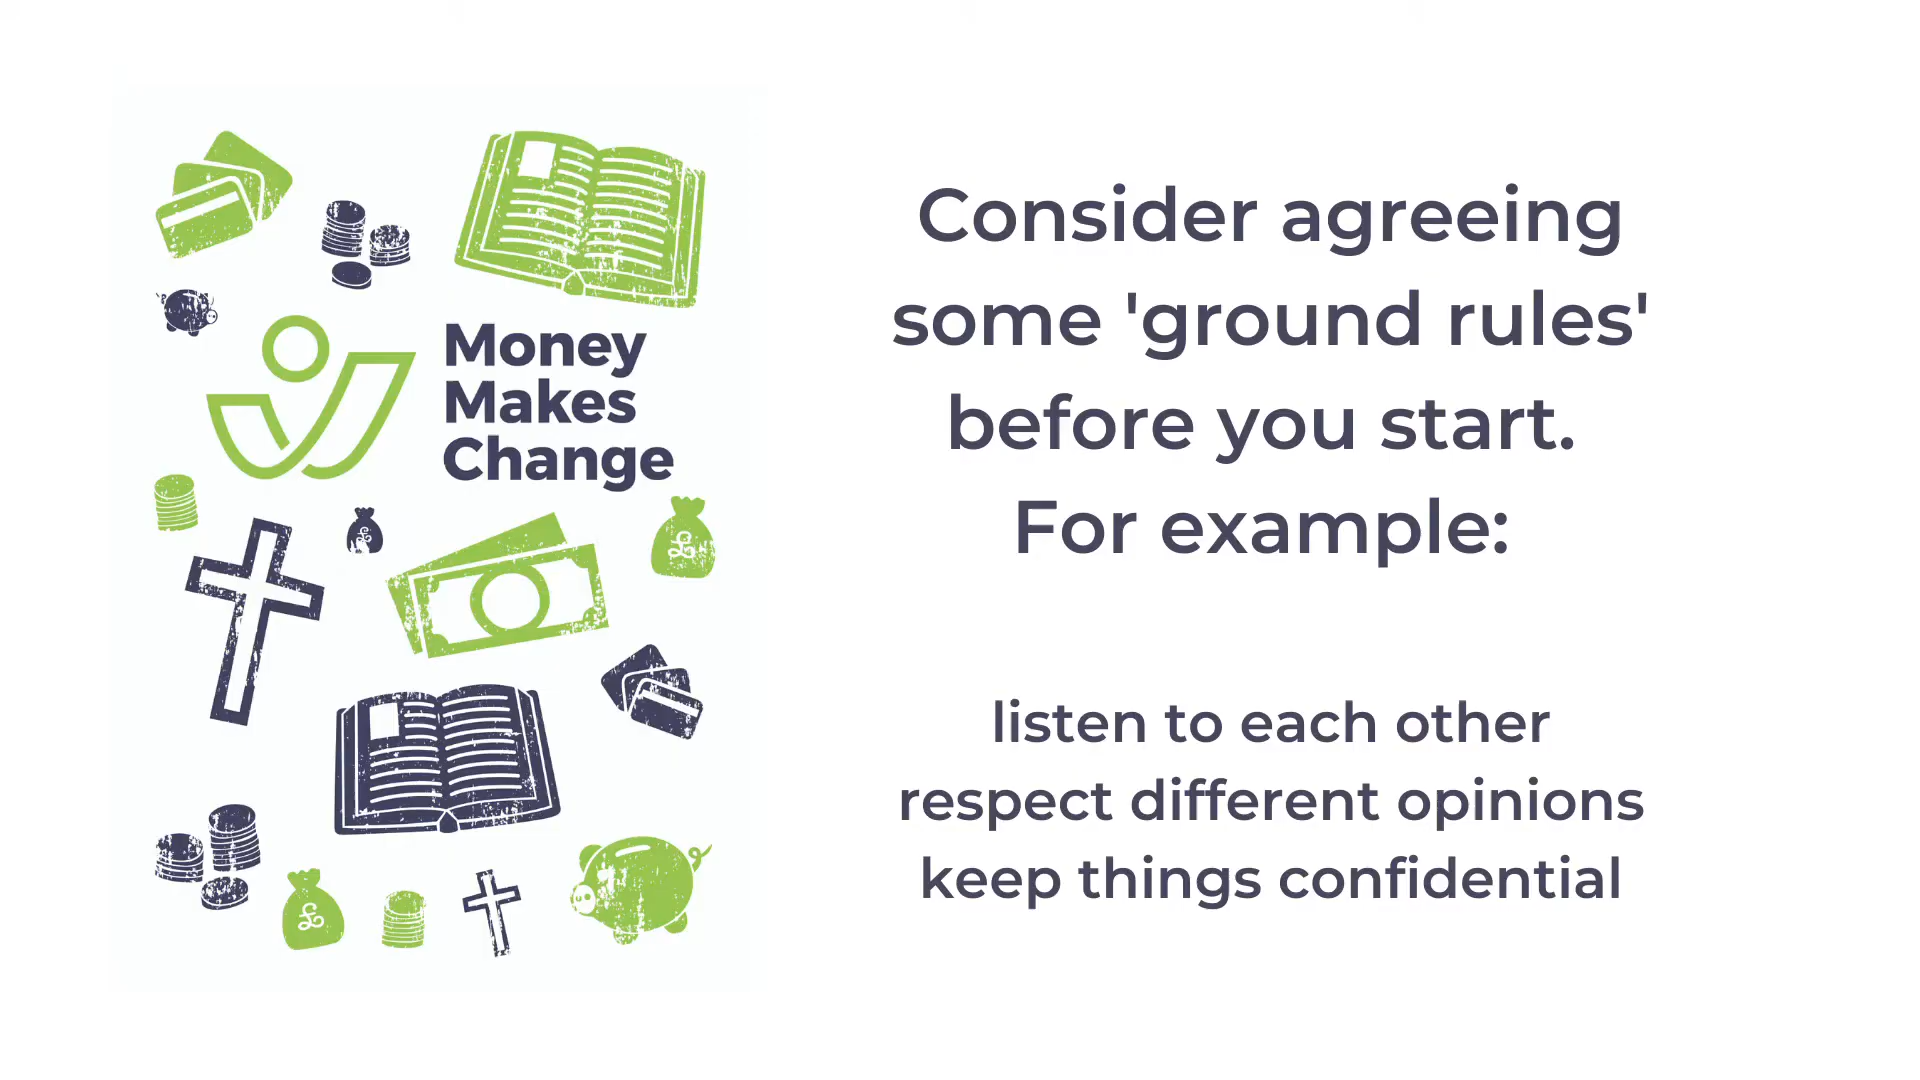 Money
Makes
Change
£
£
£
Consider agreeing
some 'ground rules'
before you start.
For example:
listen to each other
respect different opinions
keep things confidential